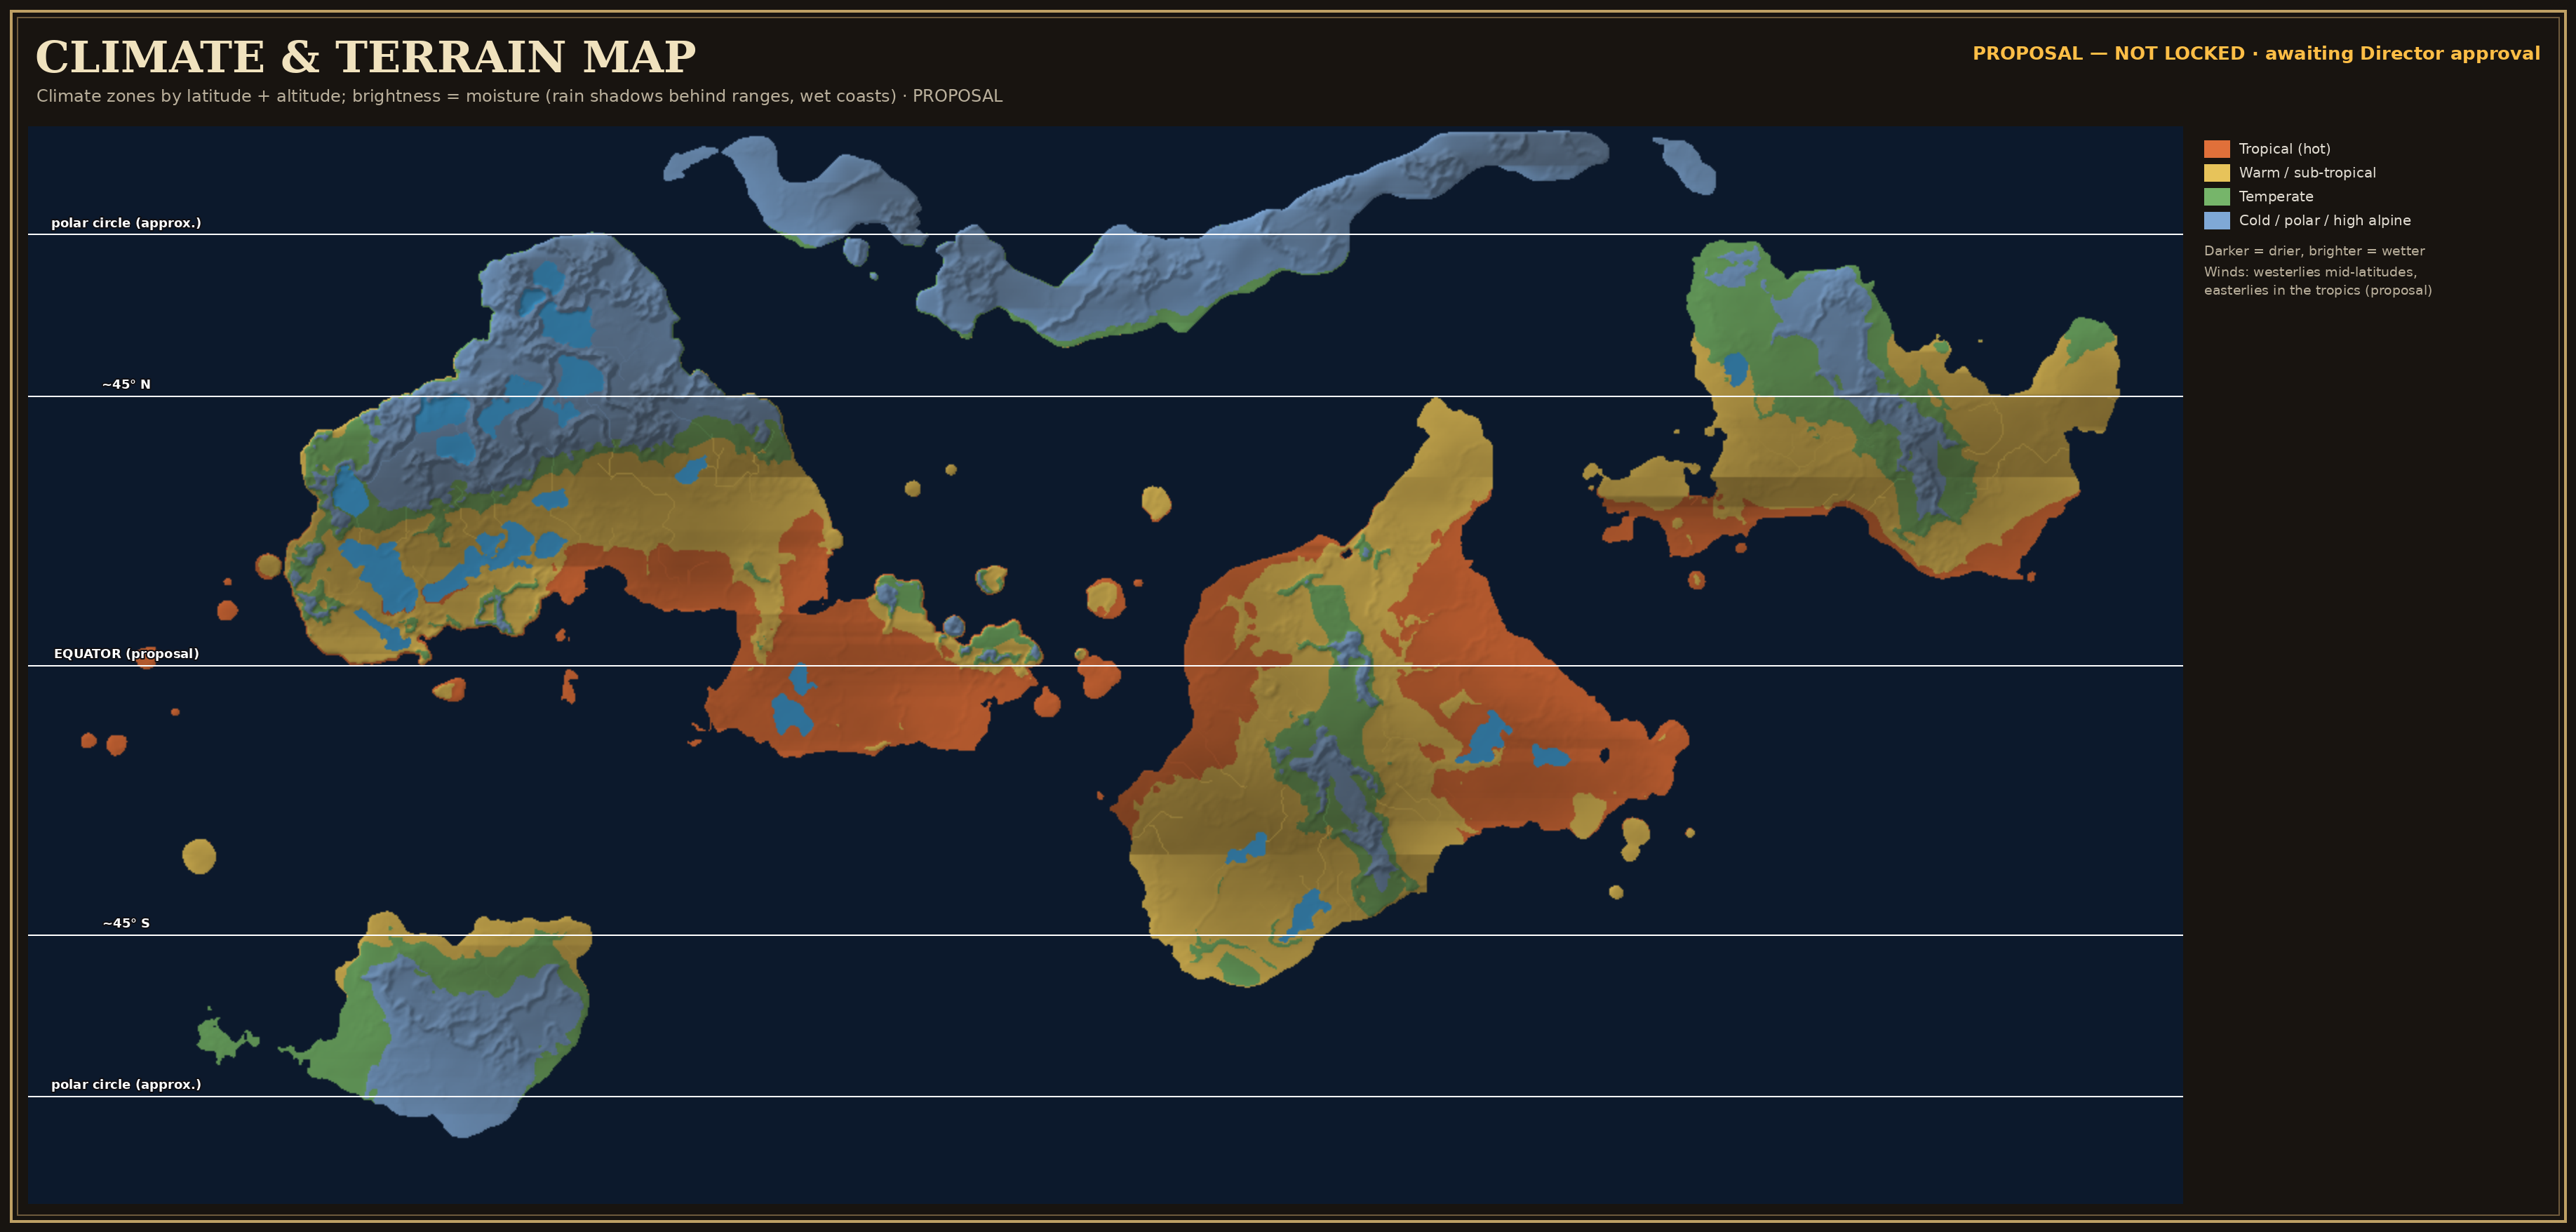 CLIMATE & TERRAIN MAP
PROPOSAL — NOT LOCKED · awaiting Director approval
Climate zones by latitude + altitude; brightness = moisture (rain shadows behind ranges, wet coasts) · PROPOSAL
Tropical (hot)
Warm / sub-tropical
Temperate
Cold / polar / high alpine
Darker = drier, brighter = wetter
Winds: westerlies mid-latitudes,
easterlies in the tropics (proposal)
polar circle (approx.)
~45° N
EQUATOR (proposal)
~45° S
polar circle (approx.)